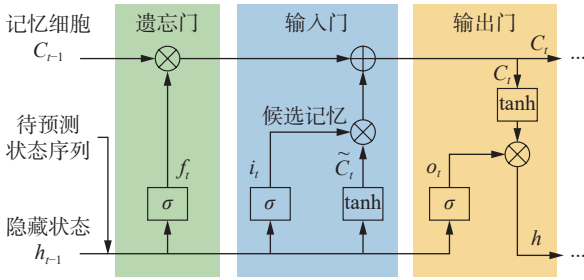 记忆细胞
C_{t-1}
遗忘门
输入门
输出门
C_t
...
C_t
tanh
待预测
状态序列
候选记忆
f_t
i_t
\tilde{C}_t
o_t
σ
σ
tanh
σ
隐藏状态
h_{t-1}
h
...